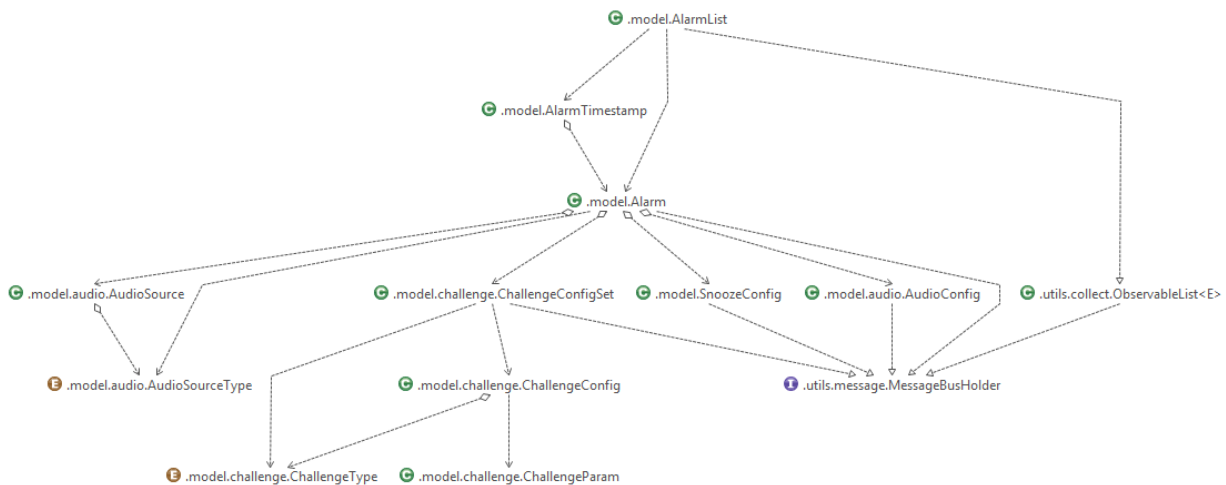 C .model.AlarmList
C .model.AlarmTimestamp
C .model.Alarm
C .model.audio.AudioSource
C .model.challenge.ChallengeConfigSet
C .model.SnoozeConfig
C .model.audio.AudioConfig
C .utils.collect.ObservableList<E>
E .model.audio.AudioSourceType
C .model.challenge.ChallengeConfig
I .utils.message.MessageBusHolder
E .model.challenge.ChallengeType
C .model.challenge.ChallengeParam